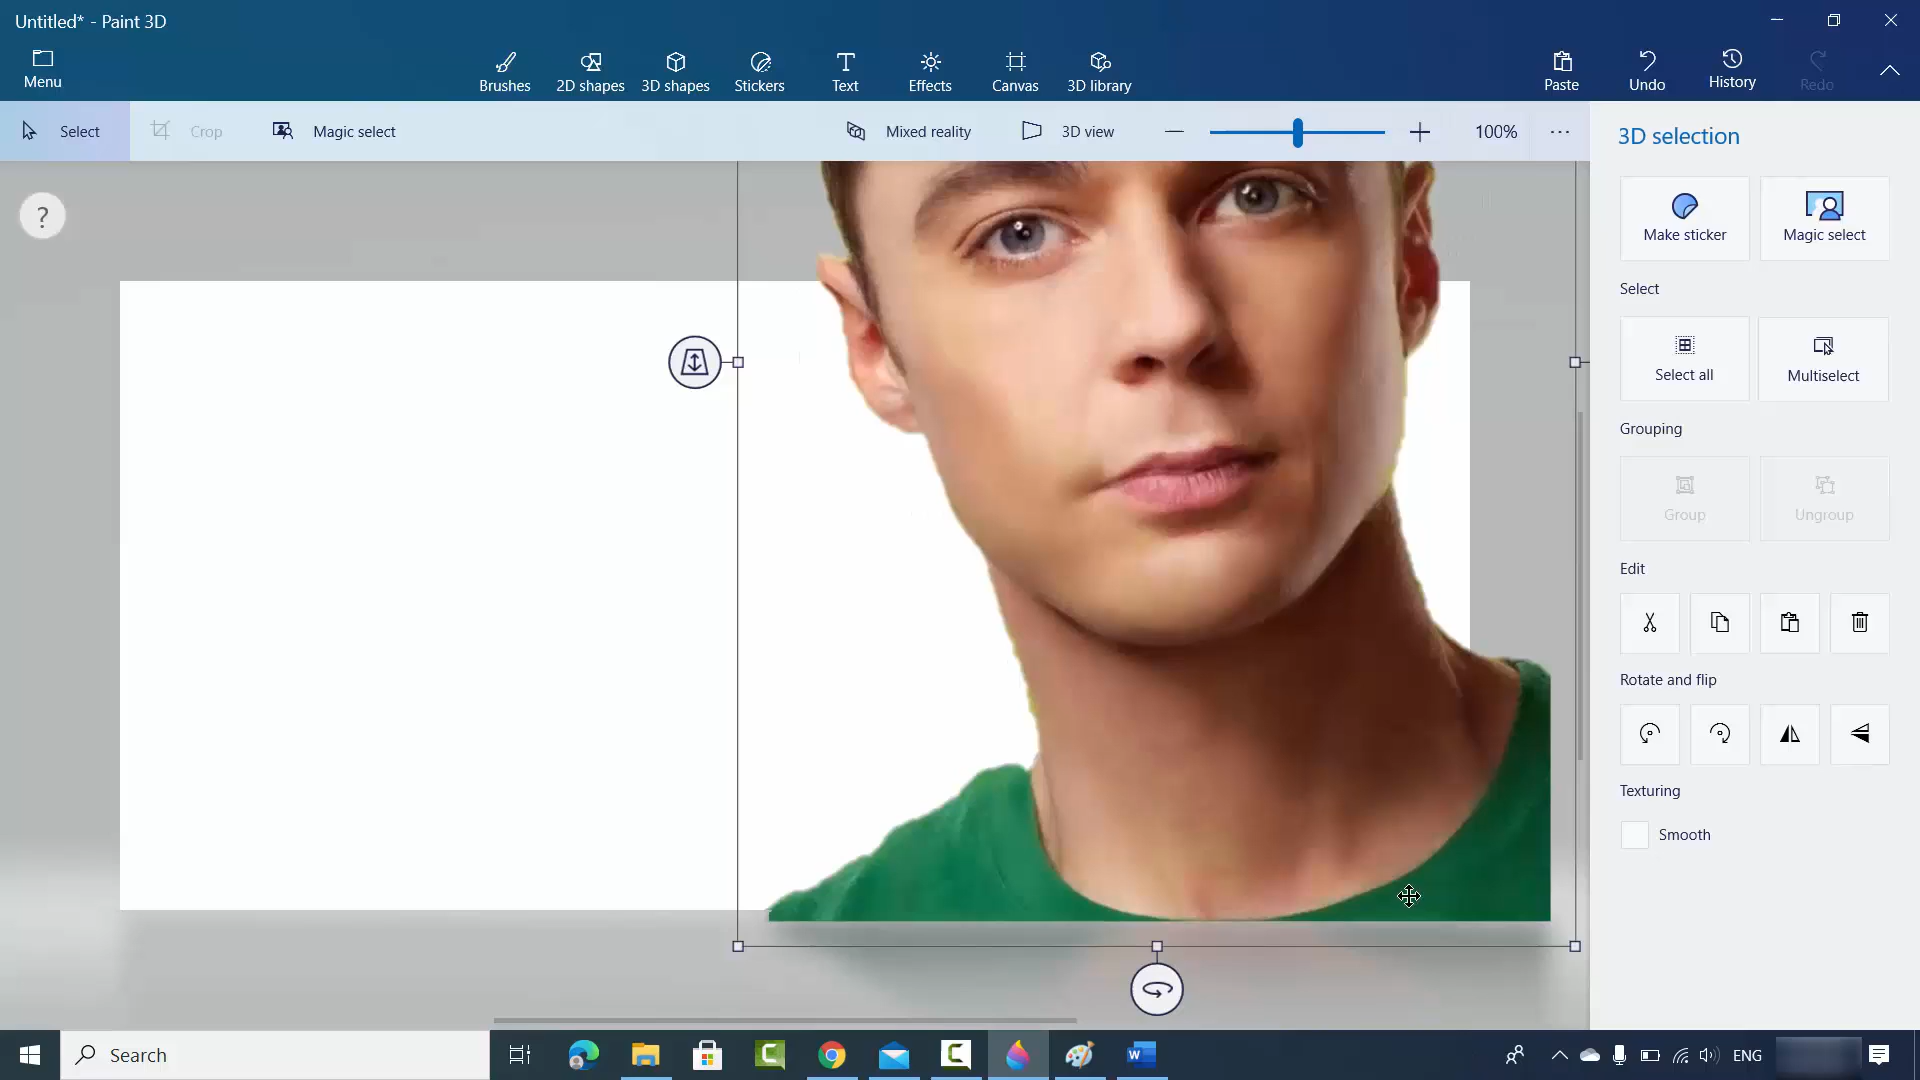 Untitled* - Paint 3D
Menu
Brushes
2D shapes
3D shapes
Stickers
Text
Effects
Canvas
3D library
Paste
Undo
History
Redo
Select
Crop
Magic select
Mixed reality
3D view
100%
3D selection
?
Make sticker
Magic select
Select
Select all
Multiselect
Grouping
Group
Ungroup
Edit
Rotate and flip
Texturing
Smooth
Search
ENG